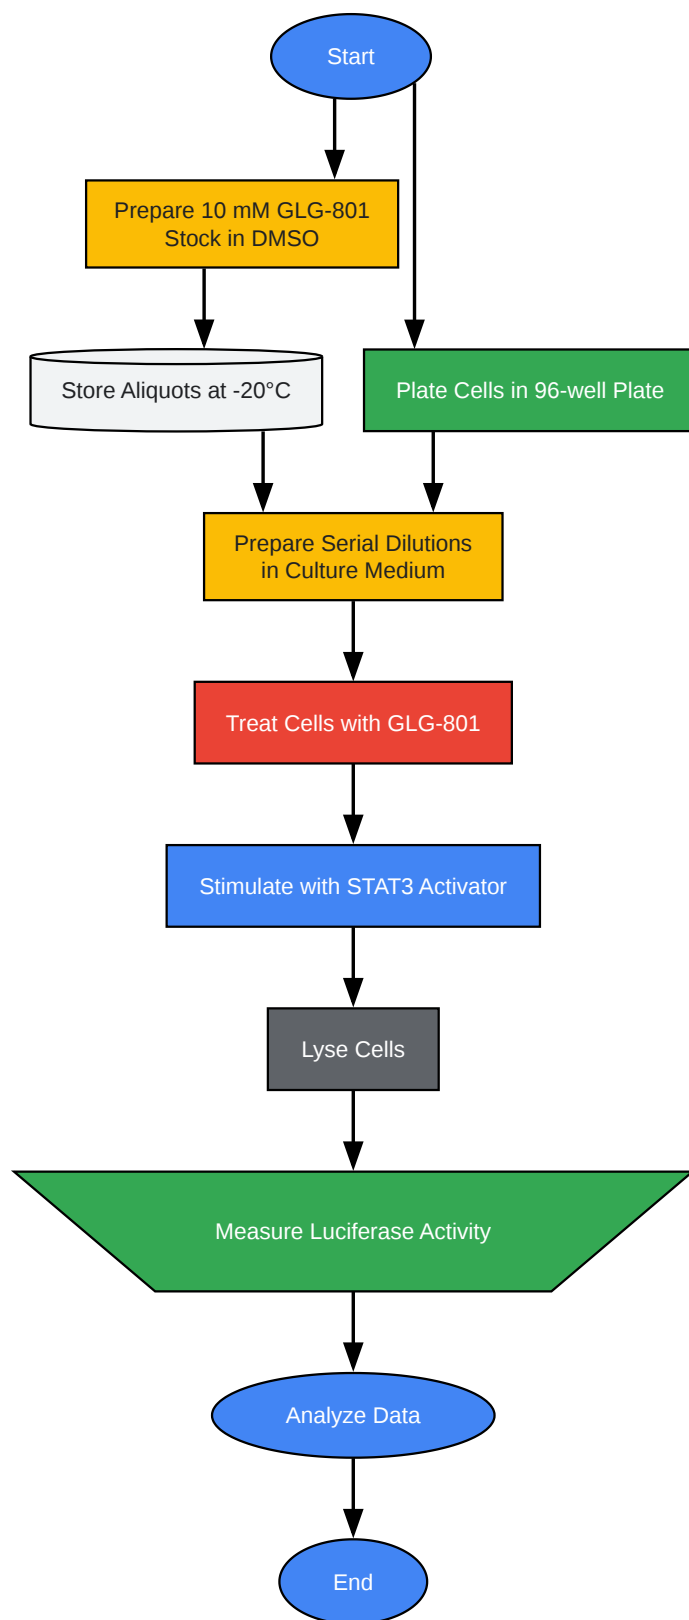 Start
Prepare 10 mM GLG-801
Stock in DMSO
Store Aliquots at -20°C
Plate Cells in 96-well Plate
Prepare Serial Dilutions
in Culture Medium
Treat Cells with GLG-801
Stimulate with STAT3 Activator
Lyse Cells
Measure Luciferase Activity
Analyze Data
End